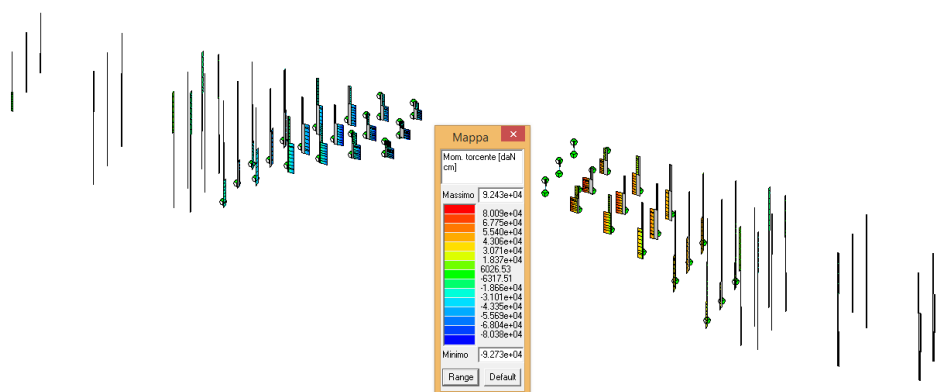 Mappa
Mom. torcente [daN
cm]
Massimo 9.243e+04
8.009e+04
6.775e+04
5.540e+04
4.306e+04
3.071e+04
1.837e+04
6026.53
-6317.51
-1.866e+04
-3.101e+04
-4.335e+04
-5.569e+04
-6.804e+04
-8.038e+04
Minimo -9.273e+04
Range Default